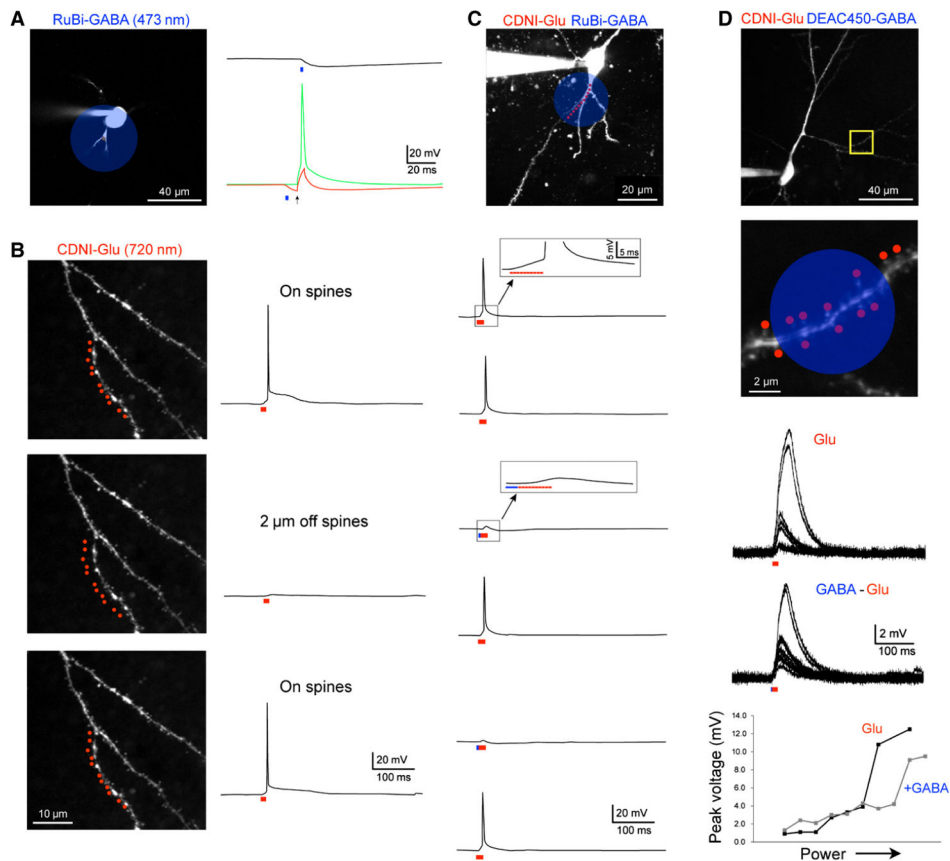 A
RuBi-GABA (473 nm)
40 µm
20 mV
20 ms
B
CDNI-Glu (720 nm)
On spines
2 µm off spines
On spines
10 µm
20 mV
100 ms
C
CDNI-Glu RuBi-GABA
20 µm
5 mV
5 ms
20 mV
100 ms
D
CDNI-Glu DEAC450-GABA
40 µm
2 µm
Glu
GABA - Glu
2 mV
100 ms
Peak voltage (mV)
14.0
12.0
10.0
8.0
6.0
4.0
2.0
0
Glu
+GABA
Power